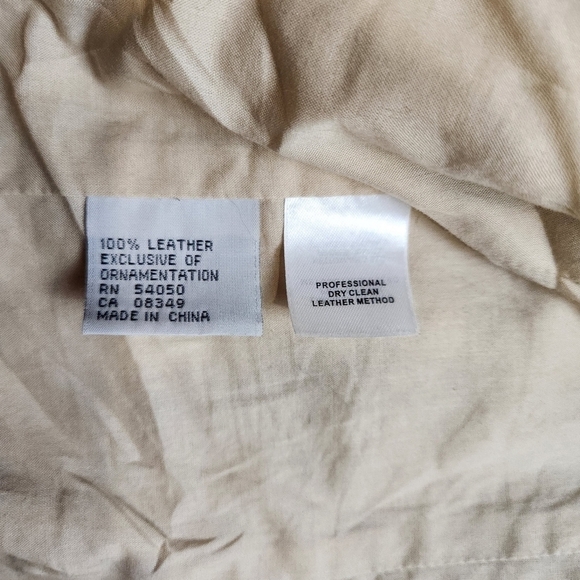 100% LEATHER
EXCLUSIVE OF
ORNAMENTATION
RN 54050
CA 08349
MADE IN CHINA
PROFESSIONAL
DRY CLEAN
LEATHER METHOD